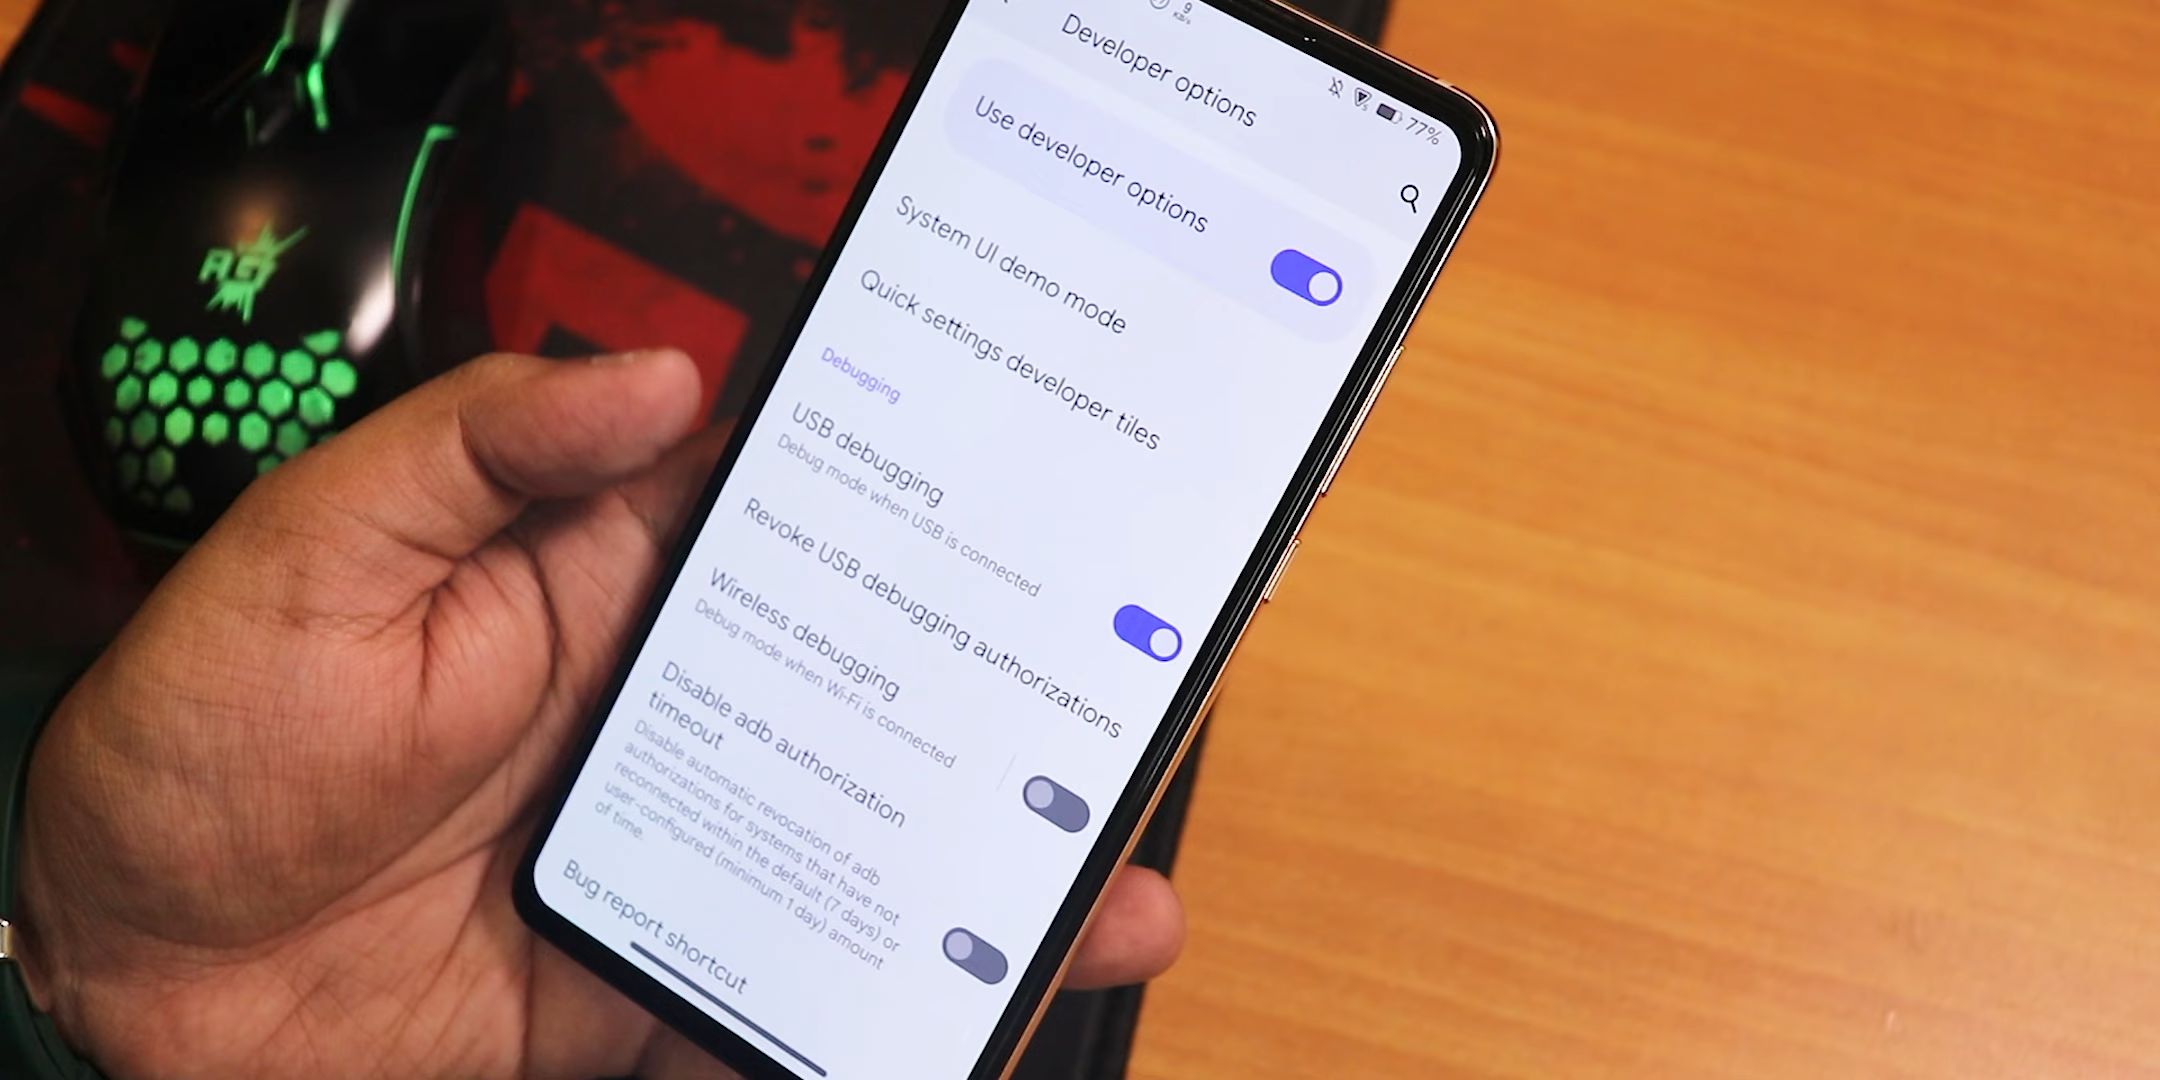 9
KB/s
77%
Developer options
Use developer options
System UI demo mode
Quick settings developer tiles
Debugging
USB debugging
Debug mode when USB is connected
Revoke USB debugging authorizations
Wireless debugging
Debug mode when Wi-Fi is connected
Disable adb authorization
timeout
Disable automatic revocation of adb
authorizations for systems that have not
reconnected within the default (7 days) or
user-configured (minimum 1 day) amount
of time.
Bug report shortcut